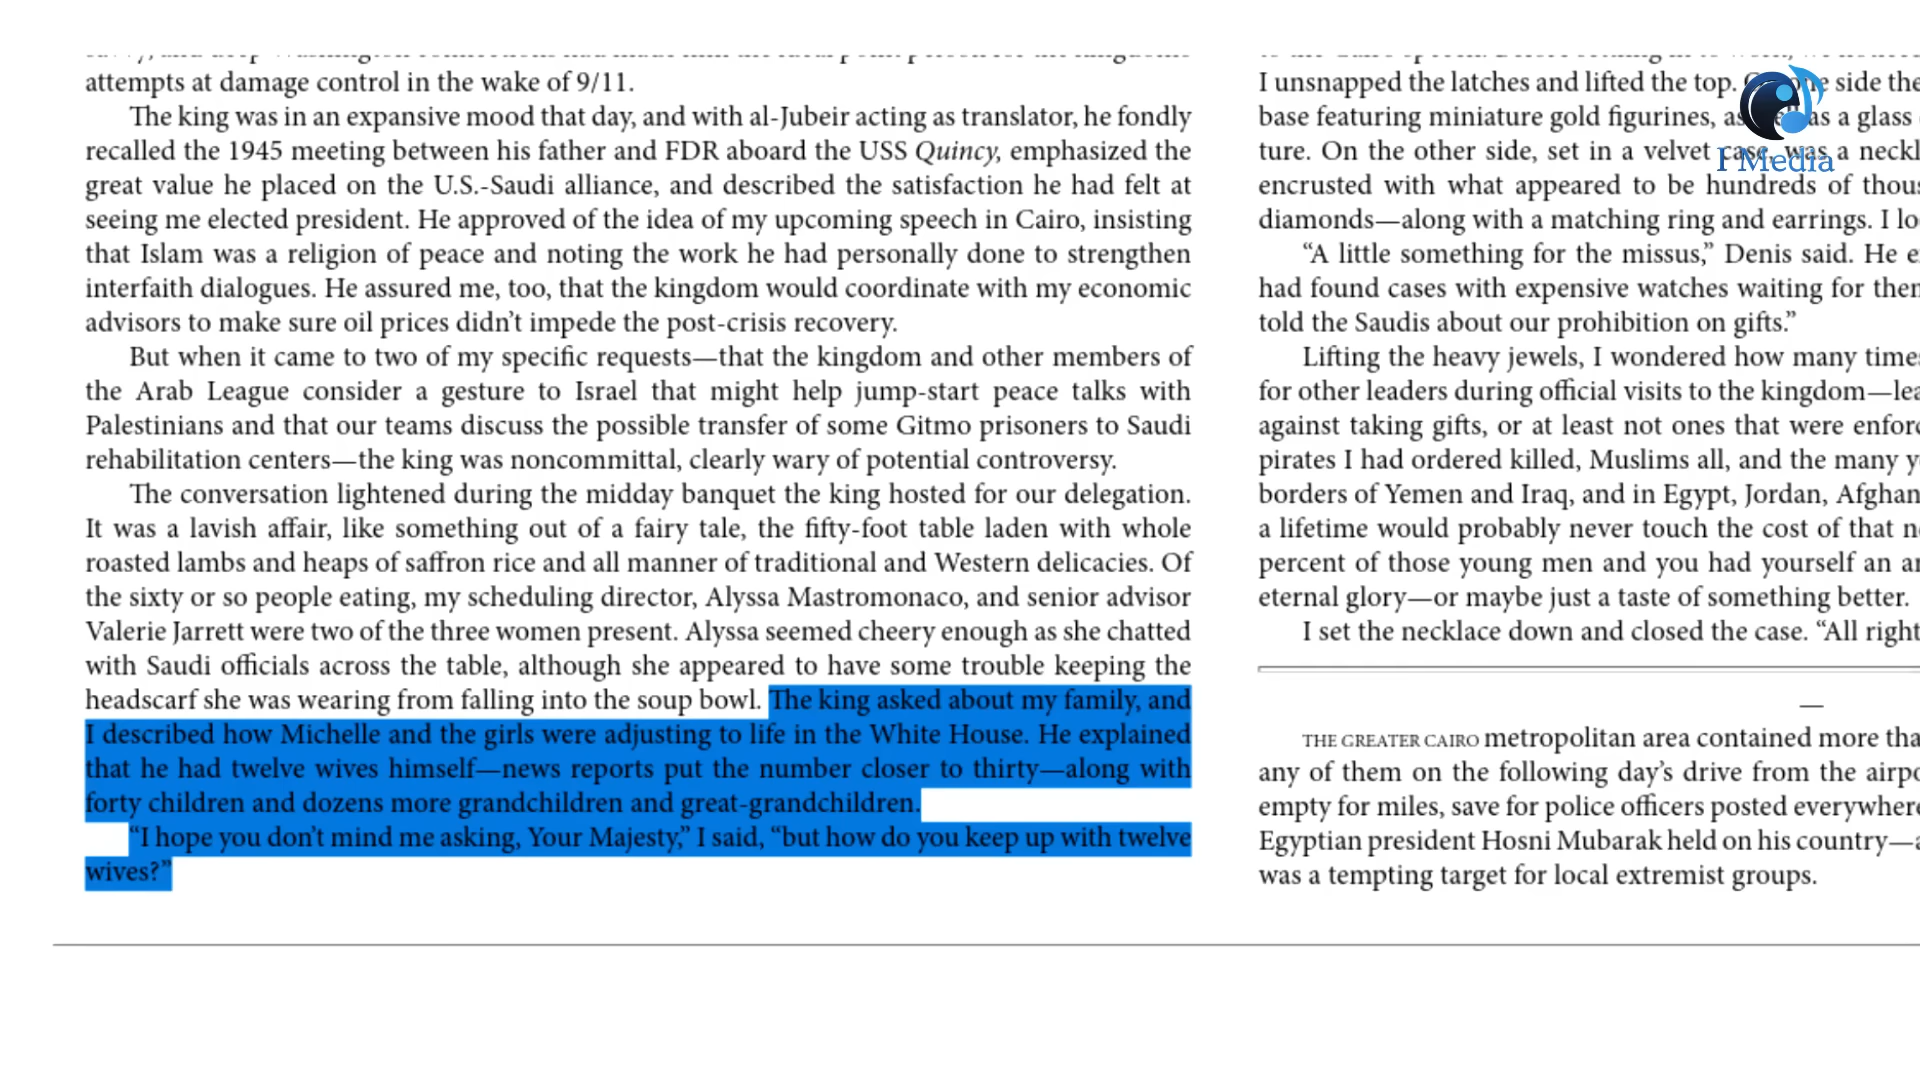 attempts at damage control in the wake of 9/11.
The king was in an expansive mood that day, and with al-Jubeir acting as translator, he fondly
recalled the 1945 meeting between his father and FDR aboard the USS Quincy, emphasized the
great value he placed on the U.S.-Saudi alliance, and described the satisfaction he had felt at
seeing me elected president. He approved of the idea of my upcoming speech in Cairo, insisting
that Islam was a religion of peace and noting the work he had personally done to strengthen
interfaith dialogues. He assured me, too, that the kingdom would coordinate with my economic
advisors to make sure oil prices didn’t impede the post-crisis recovery.
But when it came to two of my specific requests—that the kingdom and other members of
the Arab League consider a gesture to Israel that might help jump-start peace talks with
Palestinians and that our teams discuss the possible transfer of some Gitmo prisoners to Saudi
rehabilitation centers—the king was noncommittal, clearly wary of potential controversy.
The conversation lightened during the midday banquet the king hosted for our delegation.
It was a lavish affair, like something out of a fairy tale, the fifty-foot table laden with whole
roasted lambs and heaps of saffron rice and all manner of traditional and Western delicacies. Of
the sixty or so people eating, my scheduling director, Alyssa Mastromonaco, and senior advisor
Valerie Jarrett were two of the three women present. Alyssa seemed cheery enough as she chatted
with Saudi officials across the table, although she appeared to have some trouble keeping the
headscarf she was wearing from falling into the soup bowl. The king asked about my family, and
I described how Michelle and the girls were adjusting to life in the White House. He explained
that he had twelve wives himself—news reports put the number closer to thirty—along with
forty children and dozens more grandchildren and great-grandchildren.
“I hope you don’t mind me asking, Your Majesty,” I said, “but how do you keep up with twelve
wives?”
I unsnapped the latches and lifted the top. side the
base featuring miniature gold figurines, as a glass
ture. On the other side, set in a velvet case, was a neckl
encrusted with what appeared to be hundreds of thous
diamonds—along with a matching ring and earrings. I lo
“A little something for the missus,” Denis said. He e
had found cases with expensive watches waiting for them
told the Saudis about our prohibition on gifts.”
Lifting the heavy jewels, I wondered how many times
for other leaders during official visits to the kingdom—lea
against taking gifts, or at least not ones that were enforc
pirates I had ordered killed, Muslims all, and the many y
borders of Yemen and Iraq, and in Egypt, Jordan, Afghan
a lifetime would probably never touch the cost of that n
percent of those young men and you had yourself an ar
eternal glory—or maybe just a taste of something better.
I set the necklace down and closed the case. “All right
—
THE GREATER CAIRO metropolitan area contained more tha
any of them on the following day’s drive from the airpo
empty for miles, save for police officers posted everywhere
Egyptian president Hosni Mubarak held on his country—a
was a tempting target for local extremist groups.
I Media